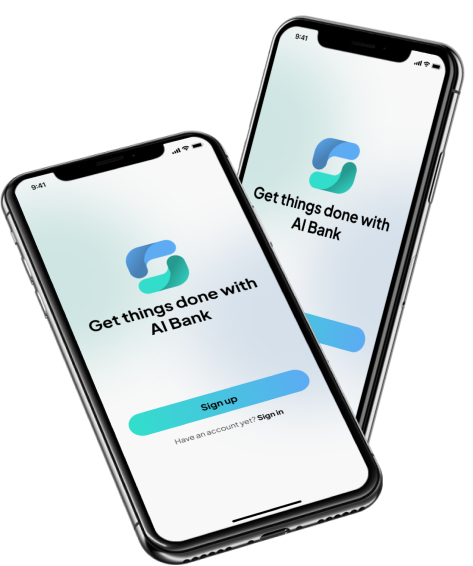 9:41
Get things done with
AI Bank
Sign up
Have an account yet? Sign in
9:41
Get things done with
AI Bank